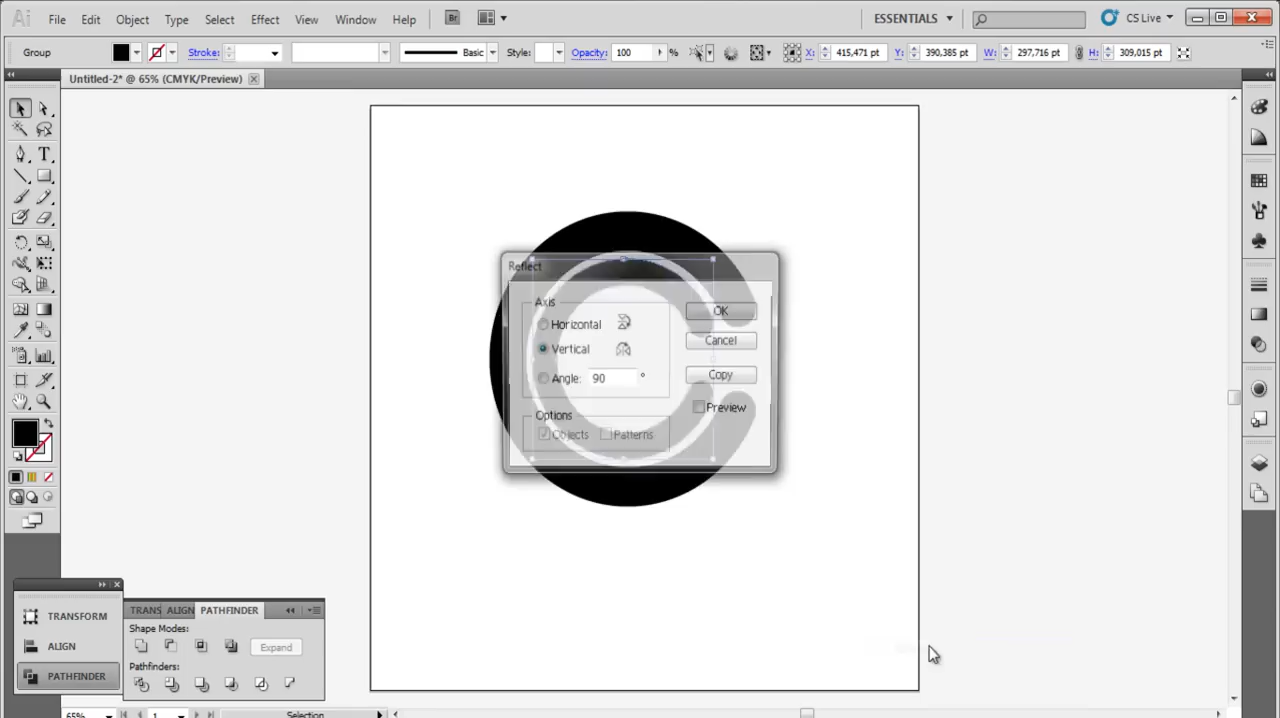 Ai File Edit Object Type Select Effect View Window Help Br ESSENTIALS CS Live
Group Stroke: Basic Style: Opacity: 100 % X: 415,471 pt Y: 390,385 pt W: 297,716 pt H: 309,015 pt
Untitled-2* @ 65% (CMYK/Preview)
Reflect
Axis
Horizontal
Vertical
Angle: 90 °
OK
Cancel
Copy
Preview
Options
Objects Patterns
TRANSFORM
ALIGN
PATHFINDER
TRANS ALIGN PATHFINDER
Shape Modes:
Expand
Pathfinders:
65% 1 Selection